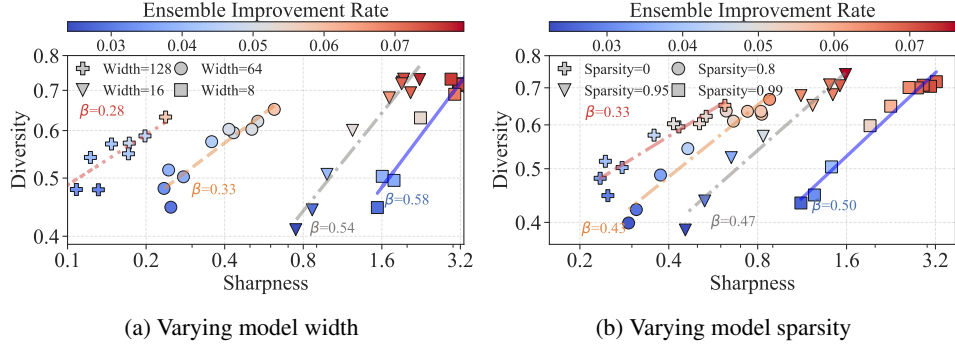 Ensemble Improvement Rate
0.03 0.04 0.05 0.06 0.07
Diversity
0.8
0.7
0.6
0.5
0.4
Width=128
Width=64
Width=16
Width=8
β=0.28
β=0.33
β=0.54
β=0.58
0.1 0.2 0.4 0.8 1.6 3.2
Sharpness
(a) Varying model width
Ensemble Improvement Rate
0.03 0.04 0.05 0.06 0.07
Diversity
0.8
0.7
0.6
0.5
0.4
Sparsity=0
Sparsity=0.8
Sparsity=0.95
Sparsity=0.99
β=0.33
β=0.43
β=0.47
β=0.50
0.2 0.4 0.8 1.6 3.2
Sharpness
(b) Varying model sparsity